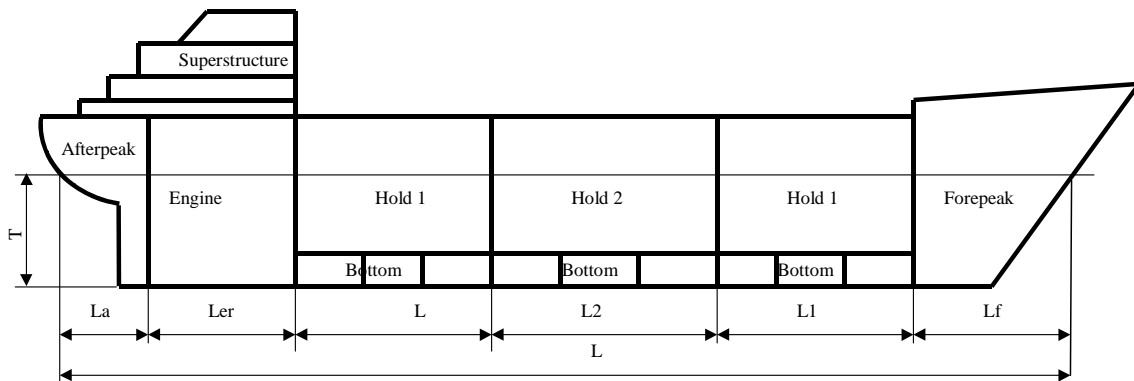 Superstructure
Afterpeak
Engine
Hold 1
Hold 2
Hold 1
Forepeak
T
Bottom
Bottom
Bottom
La
Ler
L
L2
L1
Lf
L